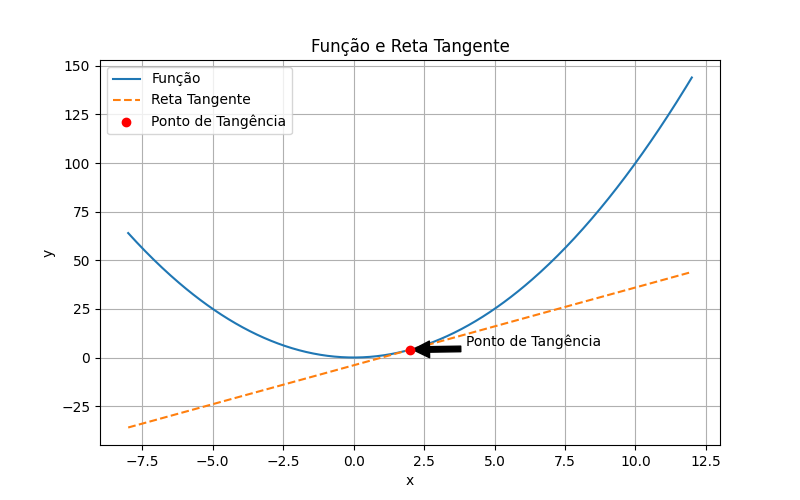 Função e Reta Tangente
150
125
100
75
50
25
0
−25
y
Função
Reta Tangente
Ponto de Tangência
Ponto de Tangência
−7.5 −5.0 −2.5 0.0 2.5 5.0 7.5 10.0 12.5
x